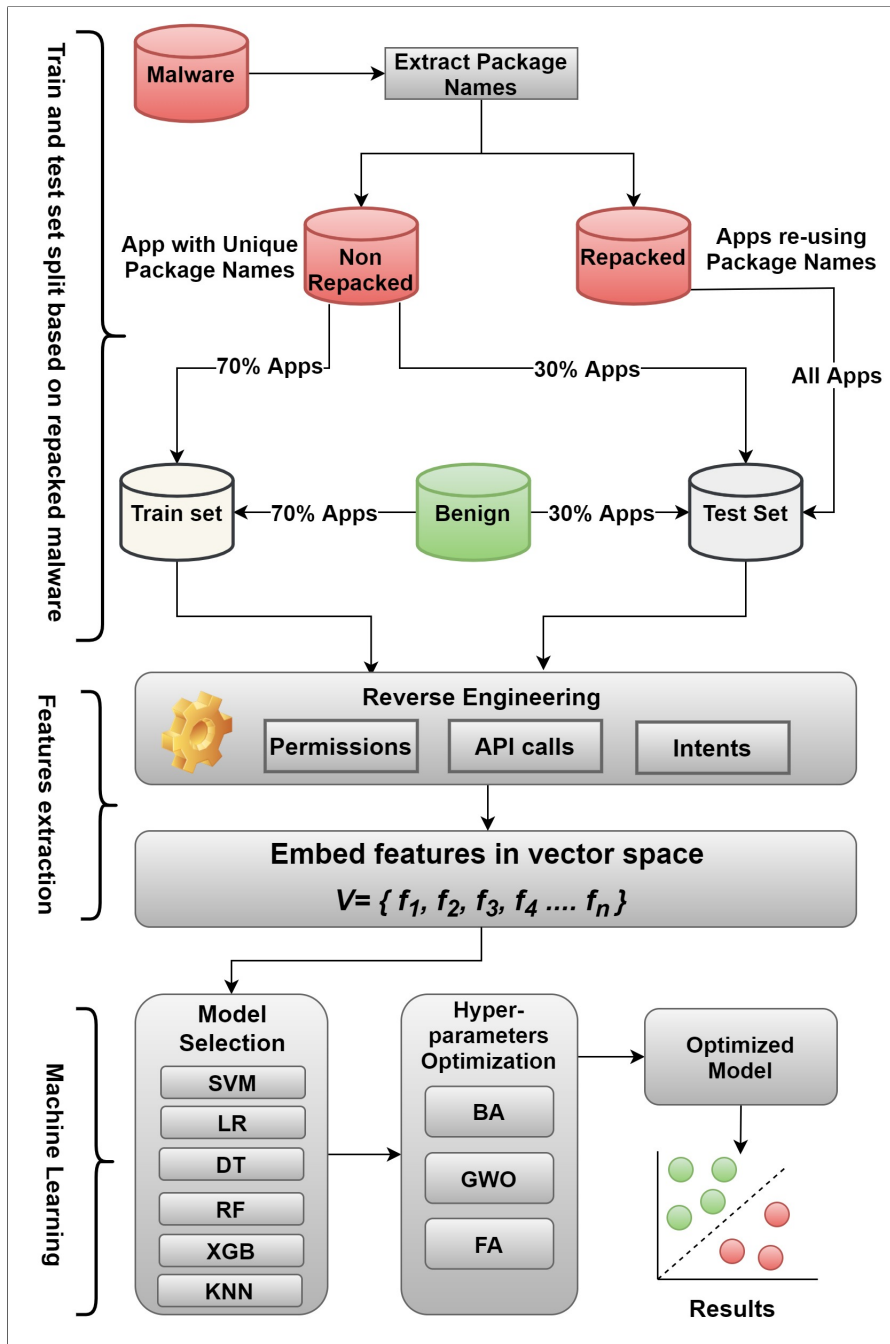 Train and test set split based on repacked malware
Malware
Extract Package
Names
App with Unique
Package Names
Non
Repacked
Repacked
Apps re-using
Package Names
70% Apps
30% Apps
All Apps
Train set
70% Apps
Benign
30% Apps
Test Set
Features extraction
Reverse Engineering
Permissions
API calls
Intents
Embed features in vector space
V= { f1, f2, f3, f4 .... fn }
Machine Learning
Model
Selection
SVM
LR
DT
RF
XGB
KNN
Hyper-
parameters
Optimization
BA
GWO
FA
Optimized
Model
Results